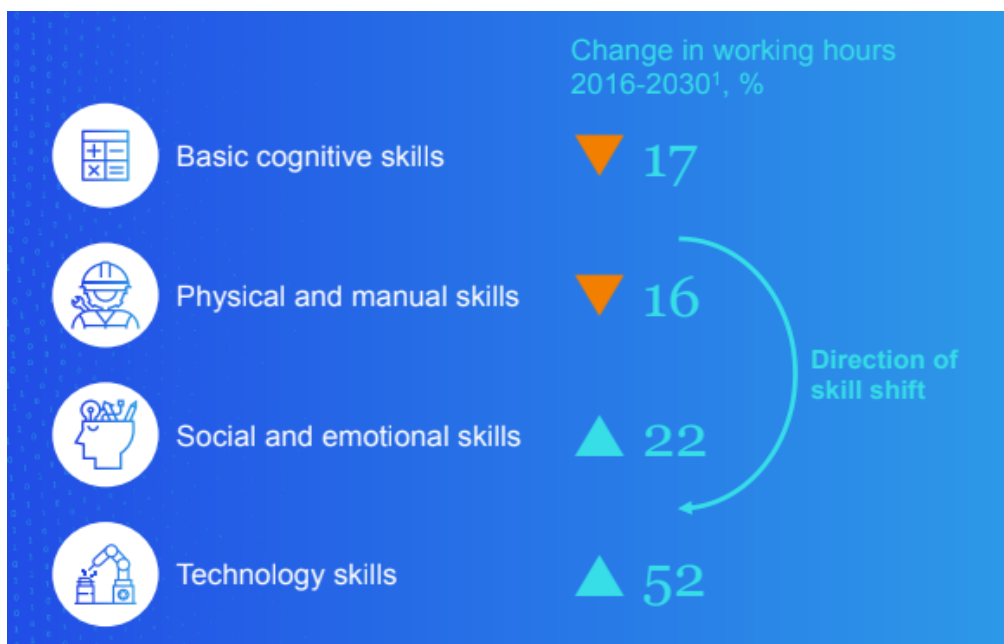 Change in working hours
2016-2030¹, %
Basic cognitive skills
17
Physical and manual skills
16
Direction of
skill shift
Social and emotional skills
22
Technology skills
52